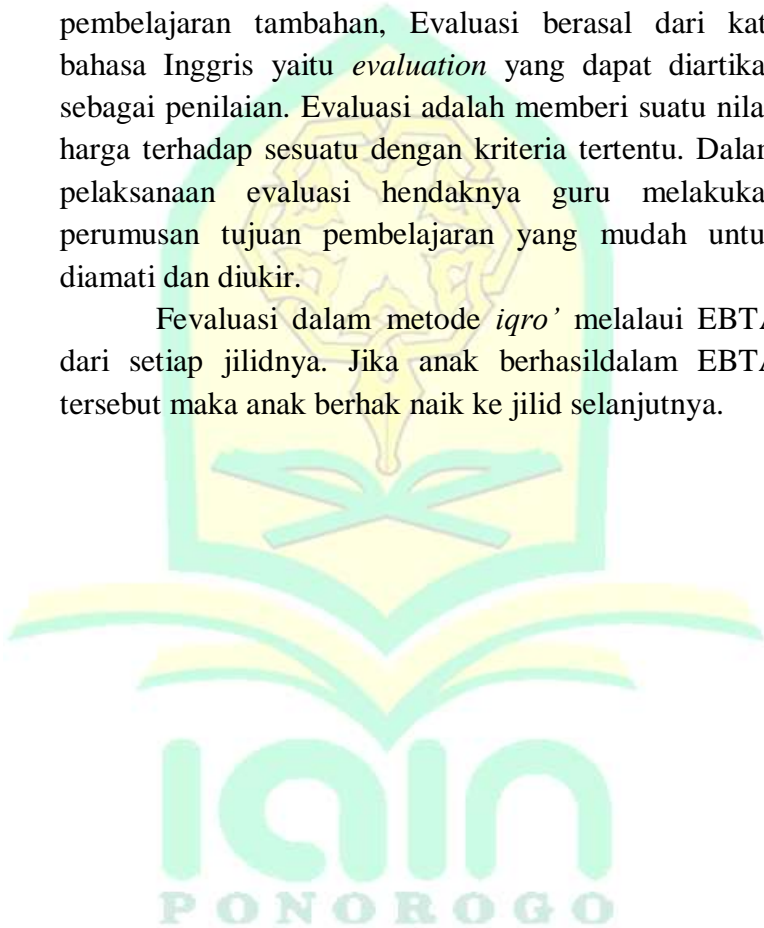 pembelajaran tambahan, Evaluasi berasal dari kat
bahasa Inggris yaitu evaluation yang dapat diartika
sebagai penilaian. Evaluasi adalah memberi suatu nila
harga terhadap sesuatu dengan kriteria tertentu. Dalam
pelaksanaan evaluasi hendaknya guru melakuka
perumusan tujuan pembelajaran yang mudah untu
diamati dan diukir.
Fevaluasi dalam metode iqro’ melalaui EBTA
dari setiap jilidnya. Jika anak berhasildalam EBTA
tersebut maka anak berhak naik ke jilid selanjutnya.
iain
PONOROGO